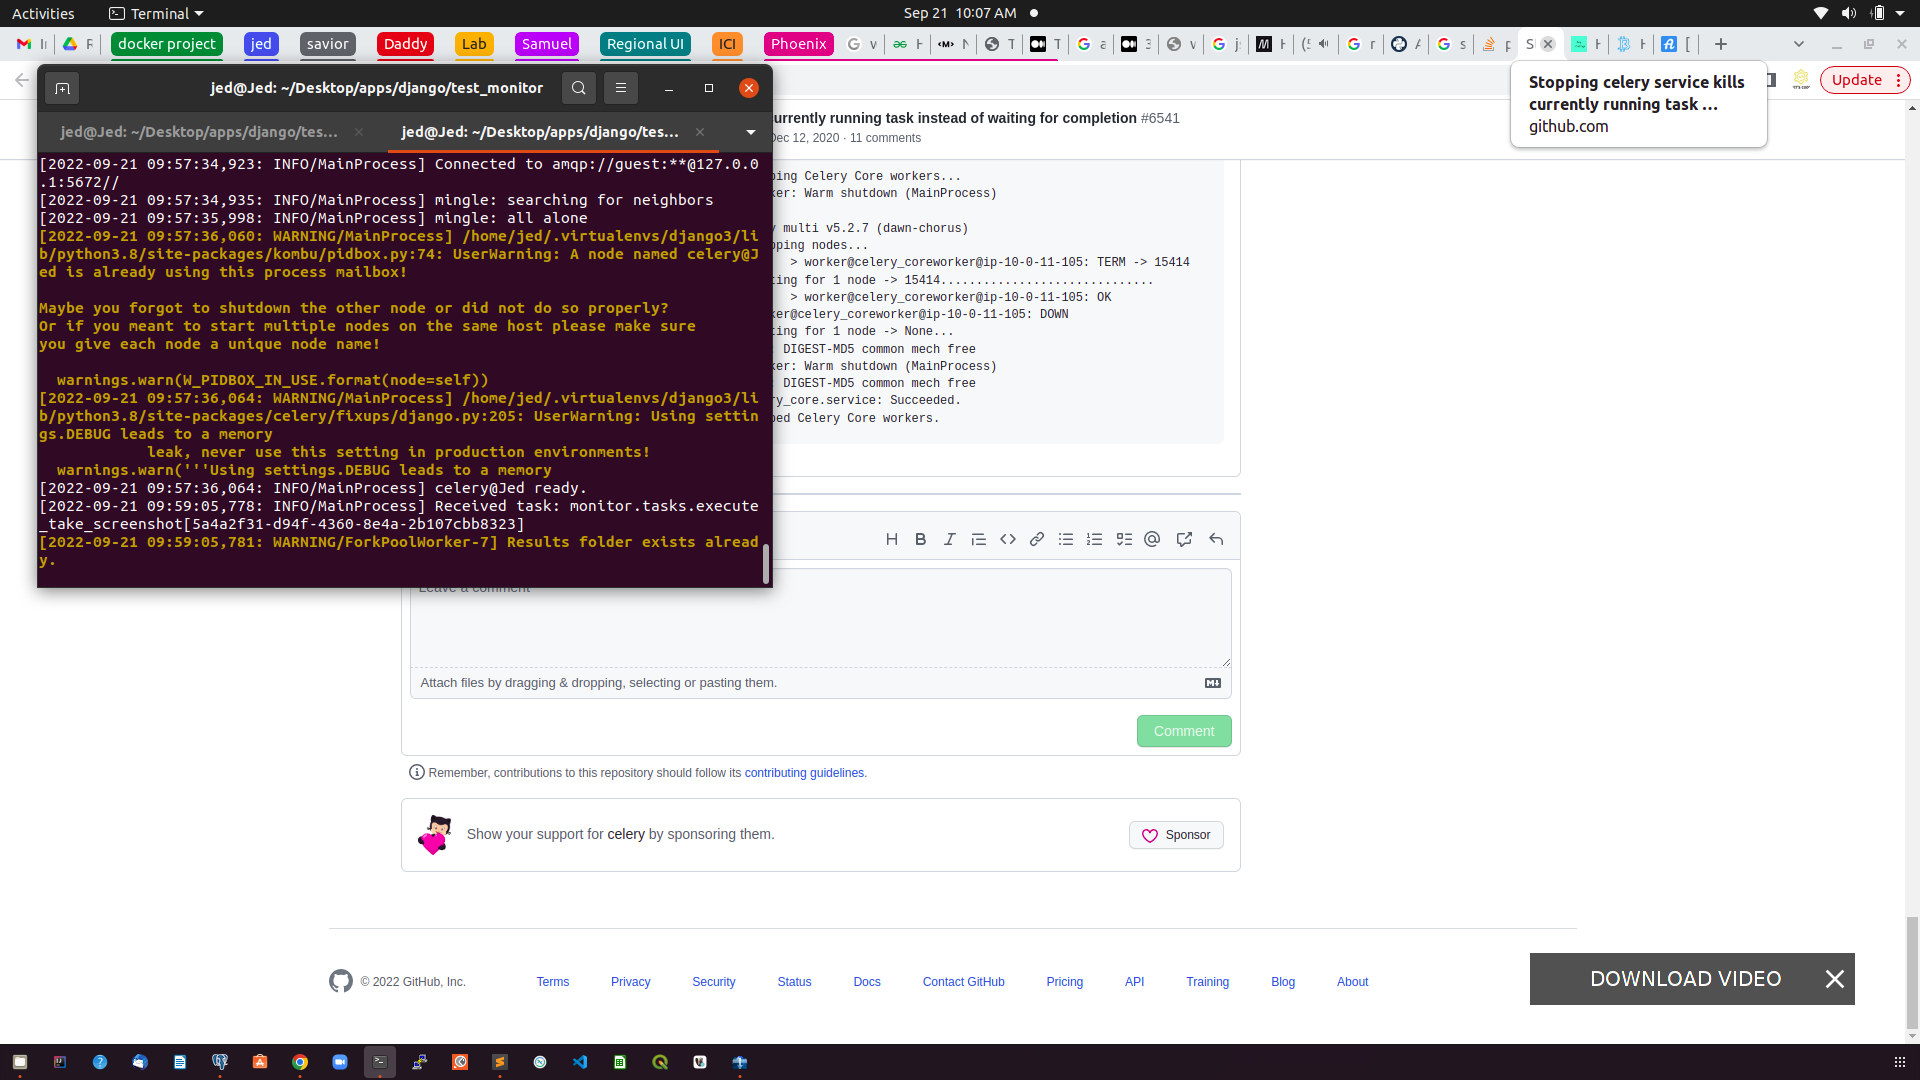 Activities
Terminal
Sep 21 10:07 AM
docker project
jed
savior
Daddy
Lab
Samuel
Regional UI
ICI
Phoenix
jed@Jed: ~/Desktop/apps/django/test_monitor
Update
Stopping celery service kills
currently running task ...
github.com
jed@Jed: ~/Desktop/apps/django/tes...
jed@Jed: ~/Desktop/apps/django/tes...
urrently running task instead of waiting for completion #6541
Dec 12, 2020 · 11 comments
[2022-09-21 09:57:34,923: INFO/MainProcess] Connected to amqp://guest:**@127.0.0
.1:5672//
[2022-09-21 09:57:34,935: INFO/MainProcess] mingle: searching for neighbors
[2022-09-21 09:57:35,998: INFO/MainProcess] mingle: all alone
[2022-09-21 09:57:36,060: WARNING/MainProcess] /home/jed/.virtualenvs/django3/li
b/python3.8/site-packages/kombu/pidbox.py:74: UserWarning: A node named celery@J
ed is already using this process mailbox!
Maybe you forgot to shutdown the other node or did not do so properly?
Or if you meant to start multiple nodes on the same host please make sure
you give each node a unique node name!
warnings.warn(W_PIDBOX_IN_USE.format(node=self))
[2022-09-21 09:57:36,064: WARNING/MainProcess] /home/jed/.virtualenvs/django3/li
b/python3.8/site-packages/celery/fixups/django.py:205: UserWarning: Using settin
gs.DEBUG leads to a memory
leak, never use this setting in production environments!
warnings.warn('''Using settings.DEBUG leads to a memory
[2022-09-21 09:57:36,064: INFO/MainProcess] celery@Jed ready.
[2022-09-21 09:59:05,778: INFO/MainProcess] Received task: monitor.tasks.execute
_take_screenshot[5a4a2f31-d94f-4360-8e4a-2b107cbb8323]
[2022-09-21 09:59:05,781: WARNING/ForkPoolWorker-7] Results folder exists alread
y.
ping Celery Core workers...
ker: Warm shutdown (MainProcess)
y multi v5.2.7 (dawn-chorus)
pping nodes...
> worker@celery_coreworker@ip-10-0-11-105: TERM -> 15414
ting for 1 node -> 15414.............................
> worker@celery_coreworker@ip-10-0-11-105: OK
ker@celery_coreworker@ip-10-0-11-105: DOWN
ting for 1 node -> None...
: DIGEST-MD5 common mech free
ker: Warm shutdown (MainProcess)
: DIGEST-MD5 common mech free
ry_core.service: Succeeded.
ped Celery Core workers.
Leave a comment
Attach files by dragging & dropping, selecting or pasting them.
Comment
Remember, contributions to this repository should follow its contributing guidelines.
Show your support for celery by sponsoring them.
Sponsor
DOWNLOAD VIDEO
© 2022 GitHub, Inc.
Terms
Privacy
Security
Status
Docs
Contact GitHub
Pricing
API
Training
Blog
About